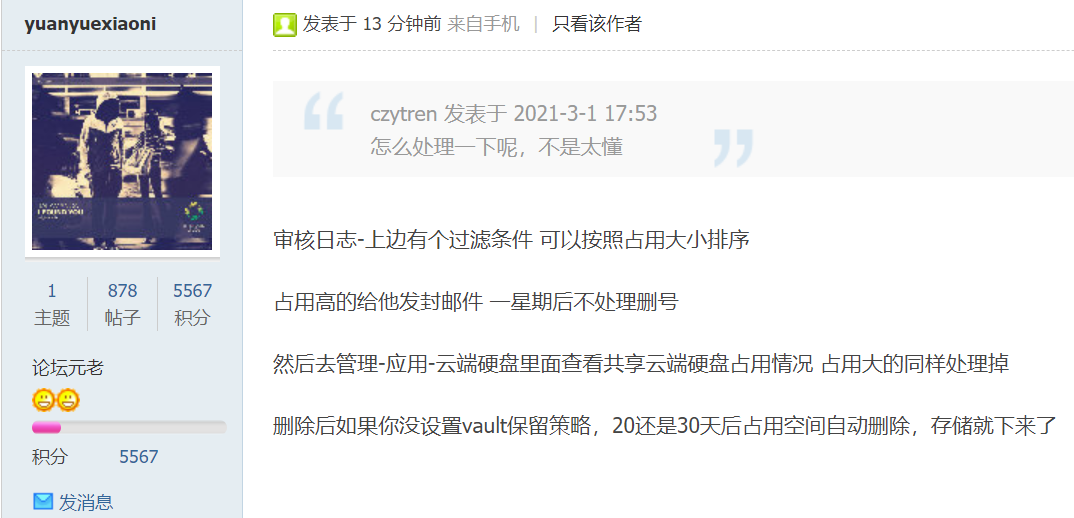 yuanyuexiaoni
发表于 13 分钟前 来自手机 | 只看该作者
czytren 发表于 2021-3-1 17:53
怎么处理一下呢，不是太懂
审核日志-上边有个过滤条件 可以按照占用大小排序
占用高的给他发封邮件 一星期后不处理删号
然后去管理-应用-云端硬盘里面查看共享云端硬盘占用情况 占用大的同样处理掉
删除后如果你没设置vault保留策略，20还是30天后占用空间自动删除，存储就下来了
I FOUND YOU
1 878 5567
主题 帖子 积分
论坛元老
积分 5567
发消息